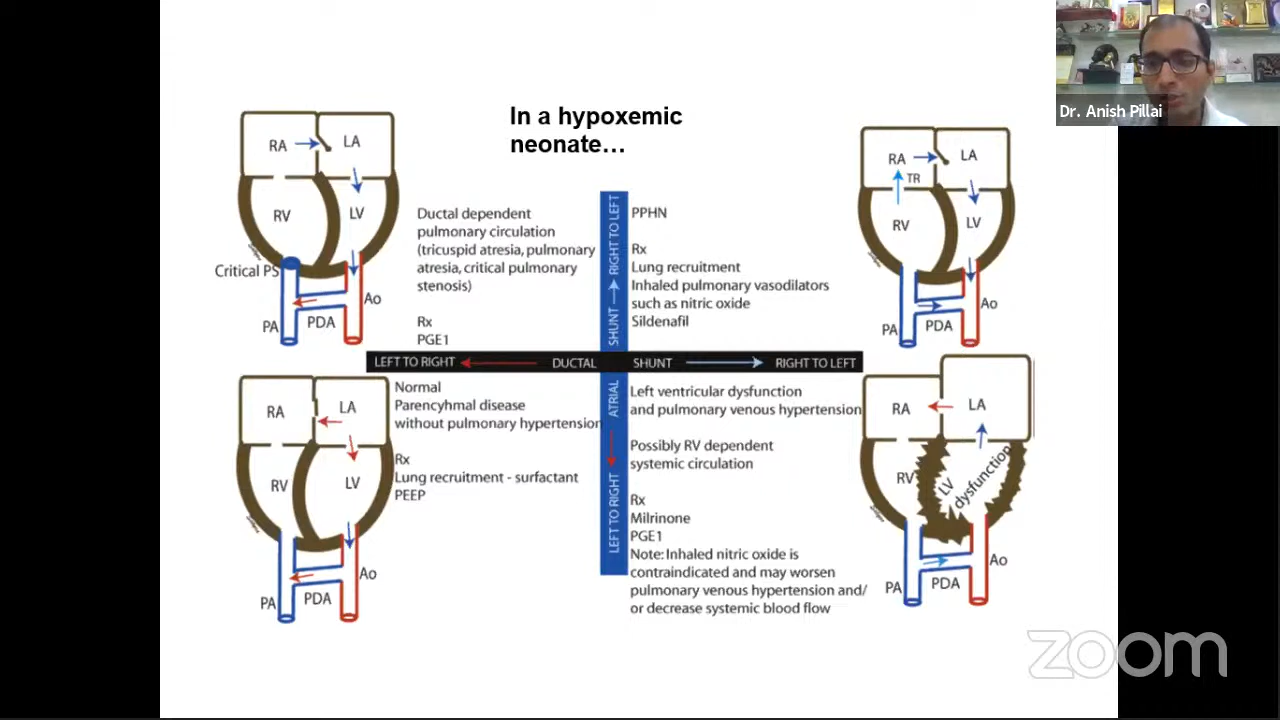 Dr. Anish Pillai
In a hypoxemic
neonate...
RA
LA
RV
LV
Critical PS
Ao
PA
PDA
Ductal dependent
pulmonary circulation
(tricuspid atresia, pulmonary
atresia, critical pulmonary
stenosis)
Rx
PGE1
SHUNT
RIGHT TO LEFT
PPHN
Rx
Lung recruitment
Inhaled pulmonary vasodilators
such as nitric oxide
Sildenafil
RA
LA
TR
RV
LV
Ao
PA
PDA
LEFT TO RIGHT
DUCTAL
SHUNT
RIGHT TO LEFT
RA
LA
RV
LV
Ao
PA
PDA
Normal
Parencyhmal disease
without pulmonary hypertension
Rx
Lung recruitment - surfactant
PEEP
ATRIAL
LEFT TO RIGHT
Left ventricular dysfunction
and pulmonary venous hypertension
Possibly RV dependent
systemic circulation
Rx
Milrinone
PGE1
Note: Inhaled nitric oxide is
contraindicated and may worsen
pulmonary venous hypertension and/
or decrease systemic blood flow
RA
LA
RV
LV
dysfunction
Ao
PA
PDA
zoom